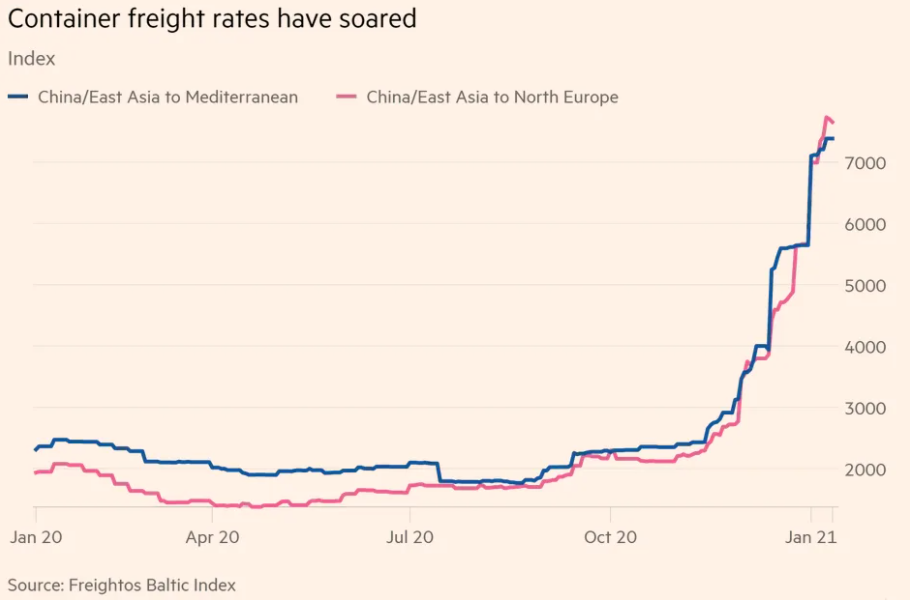 Container freight rates have soared
Index
China/East Asia to Mediterranean
China/East Asia to North Europe
7000
6000
5000
4000
3000
2000
Jan 20
Apr 20
Jul 20
Oct 20
Jan 21
Source: Freightos Baltic Index